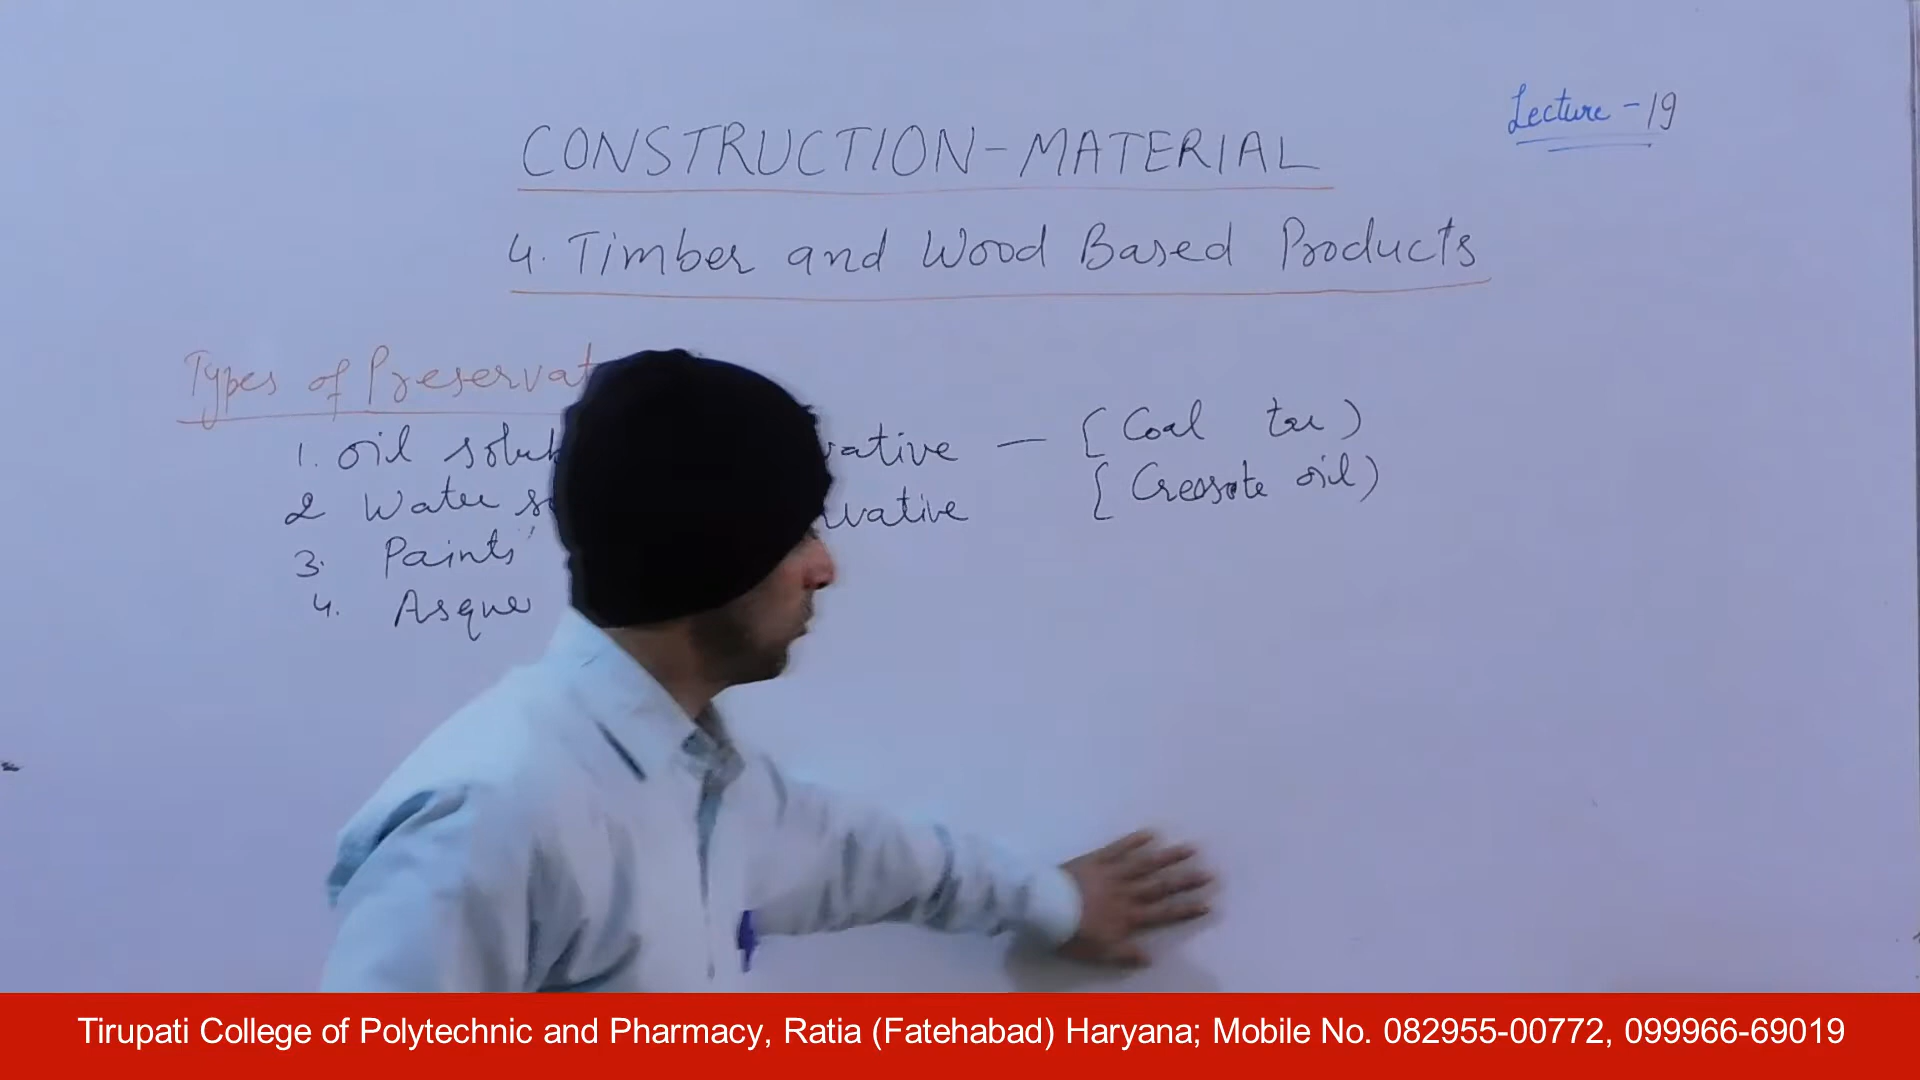 Lecture - 19
CONSTRUCTION-MATERIAL
4. Timber and Wood Based Products
Types of Preservat
1. Oil solub vative — [Coal tar)
2 Water so vative [Creosote oil)
3. Paints
4. Asque
Tirupati College of Polytechnic and Pharmacy, Ratia (Fatehabad) Haryana; Mobile No. 082955-00772, 099966-69019